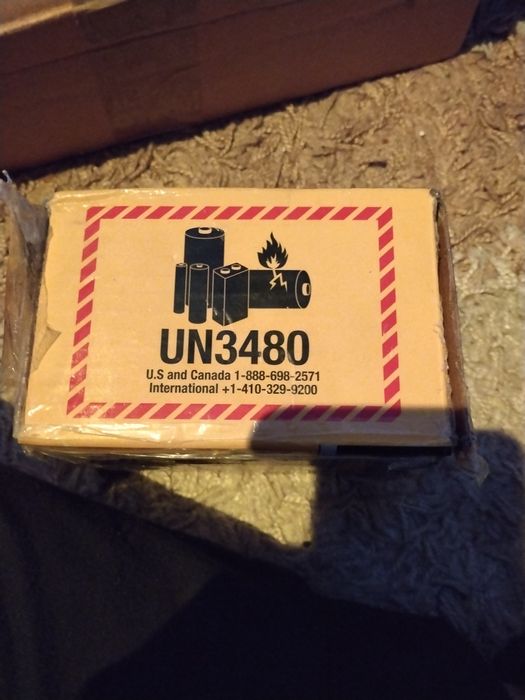 UN3480
U.S and Canada 1-888-698-2571
International +1-410-329-9200